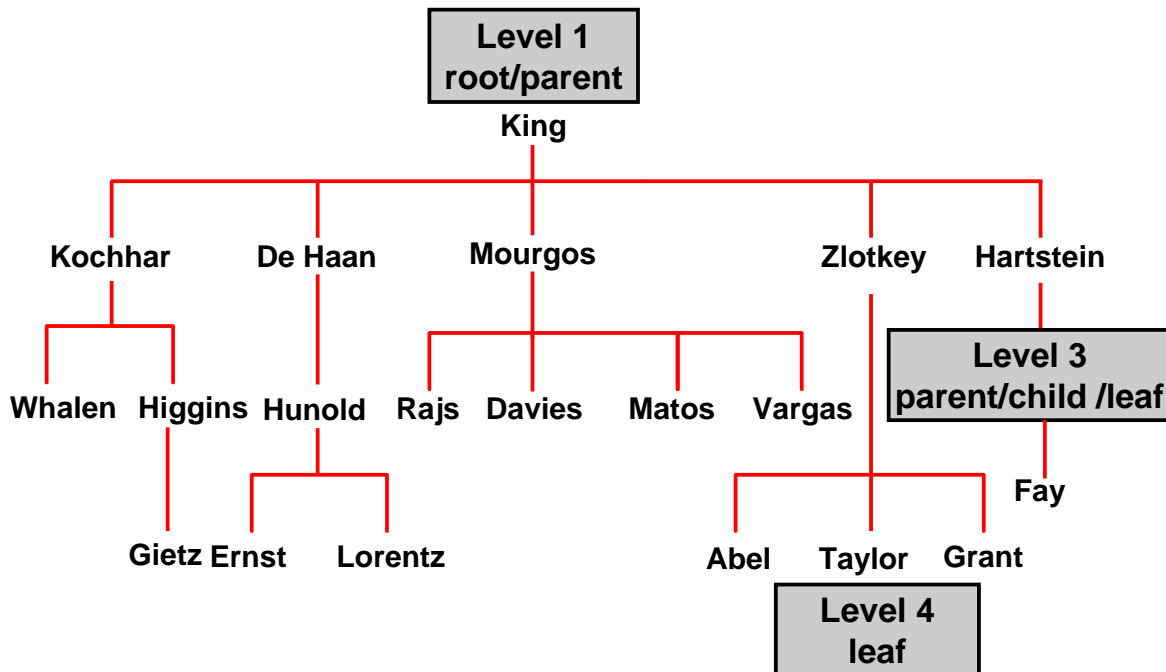 Level 1
root/parent
King
Kochhar De Haan Mourgos Zlotkey Hartstein
Level 3
parent/child /leaf
Whalen Higgins Hunold Rajs Davies Matos Vargas
Fay
Gietz Ernst Lorentz Abel Taylor Grant
Level 4
leaf